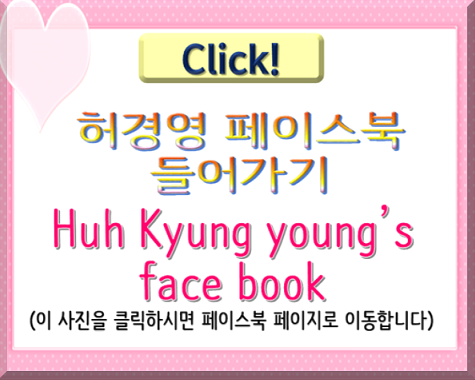 Click!
허경영 페이스북
들어가기
Huh Kyung young's
face book
(이 사진을 클릭하시면 페이스북 페이지로 이동합니다)